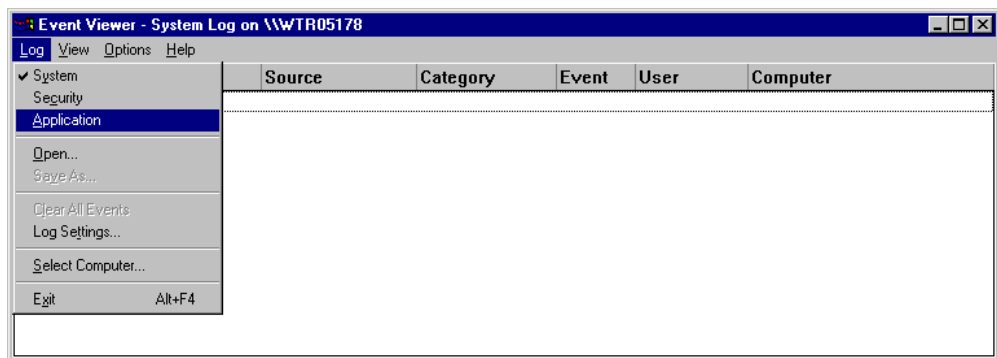 Event Viewer - System Log on \\WTR05178
Log View Options Help
✔ System
Source Category Event User Computer
Security
Application
Open...
Save As...
Clear All Events
Log Settings...
Select Computer...
Exit Alt+F4